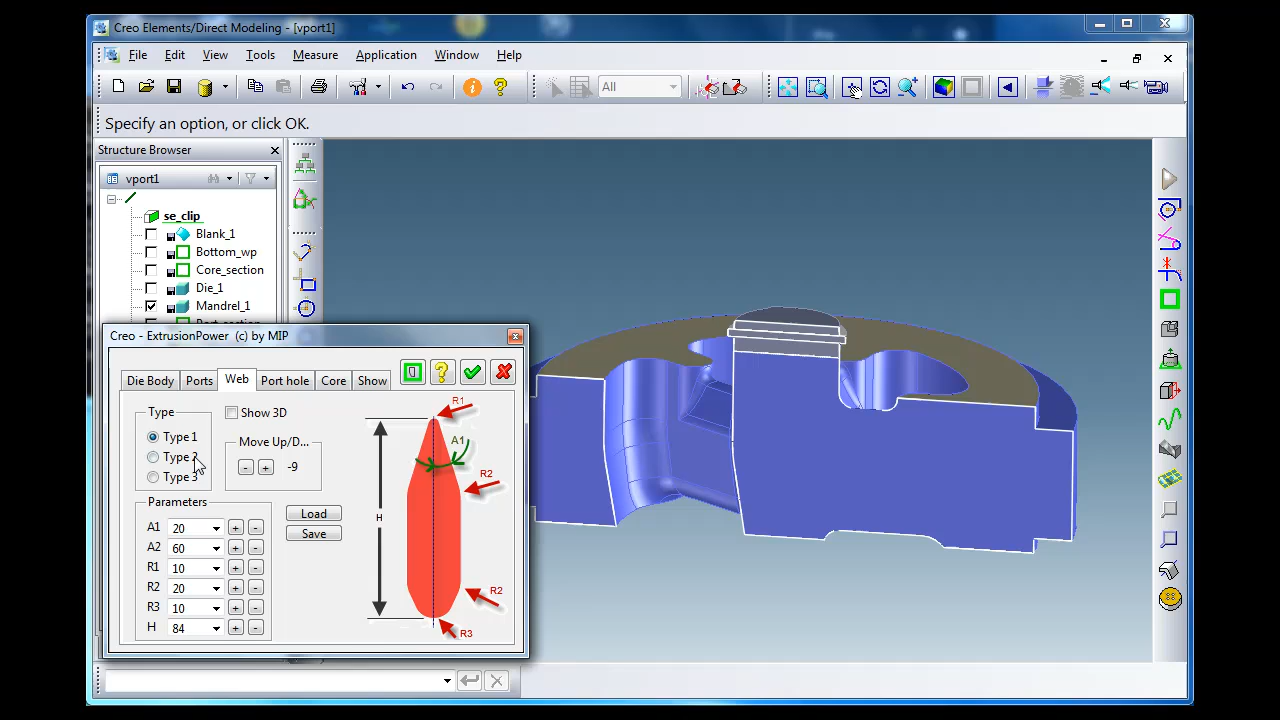 Creo Elements/Direct Modeling - [vport1]
File Edit View Tools Measure Application Window Help
All
Specify an option, or click OK.
Structure Browser
vport1
se_clip
Blank_1
Bottom_wp
Core_section
Die_1
Mandrel_1
Creo - ExtrusionPower (c) by MIP
Die Body Ports Web Port hole Core Show
Type
Type 1
Type
Type 3
Show 3D
Move Up/D...
- + -9
Parameters
A1 20 + -
A2 60 + -
R1 10 + -
R2 20 + -
R3 10 + -
H 84 + -
Load
Save
R1
A1
R2
H
R2
R3